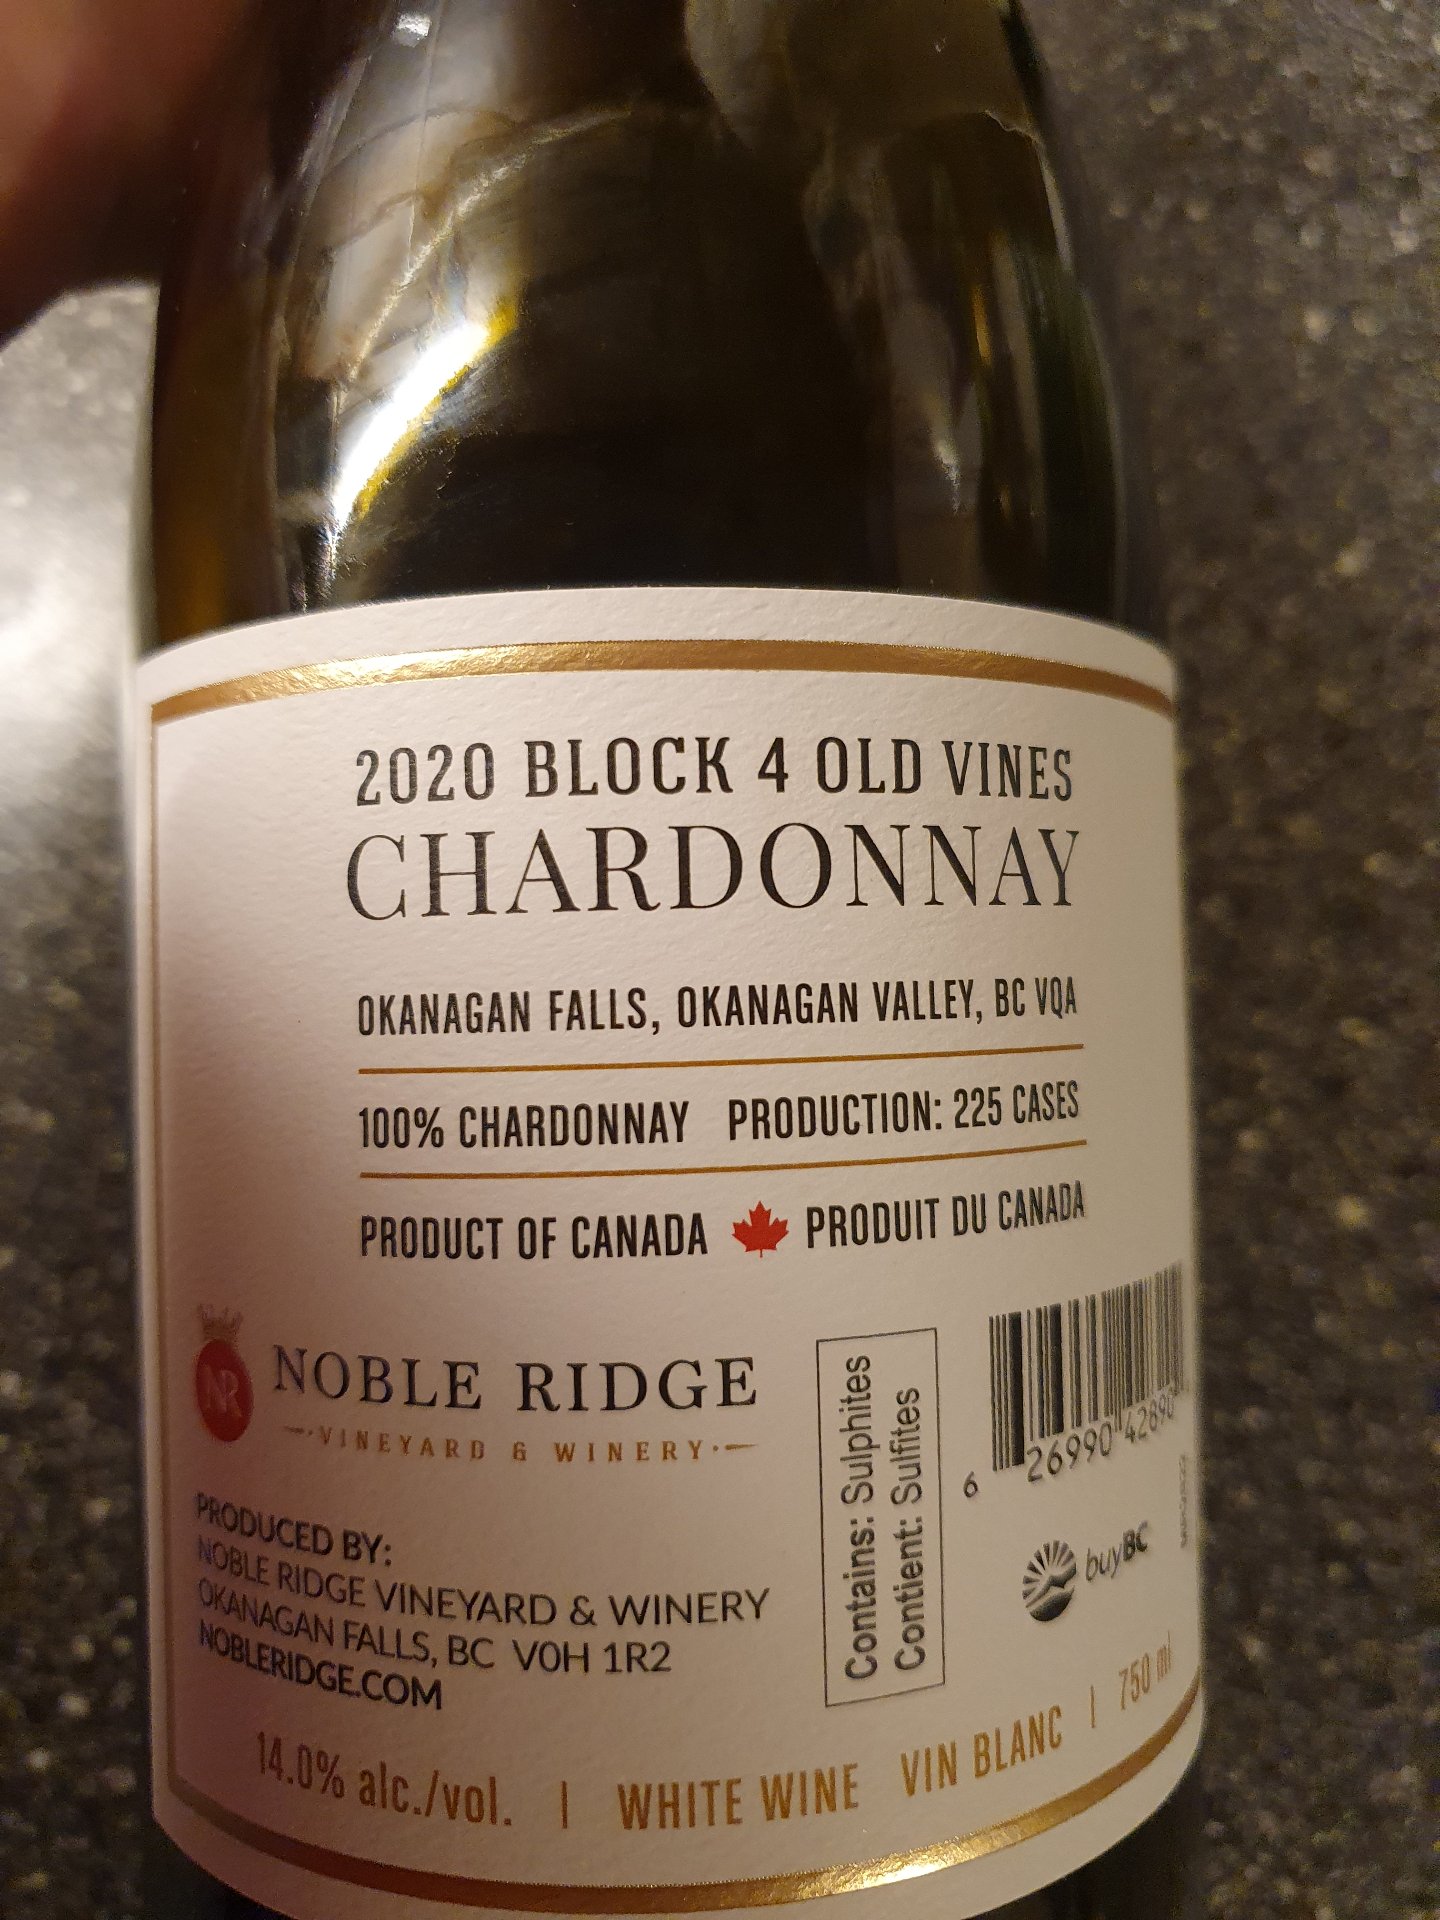 2020 BLOCK 4 OLD VINES
CHARDONNAY
OKANAGAN FALLS, OKANAGAN VALLEY, BC VQA
100% CHARDONNAY PRODUCTION: 225 CASES
PRODUCT OF CANADA PRODUIT DU CANADA
NR
NOBLE RIDGE
VINEYARD & WINERY
PRODUCED BY:
NOBLE RIDGE VINEYARD & WINERY
OKANAGAN FALLS, BC V0H 1R2
NOBLERIDGE.COM
Contains: Sulphites
Contient: Sulfites
6 26990 42890
buyBC
14.0% alc./vol. | WHITE WINE VIN BLANC | 750 ml